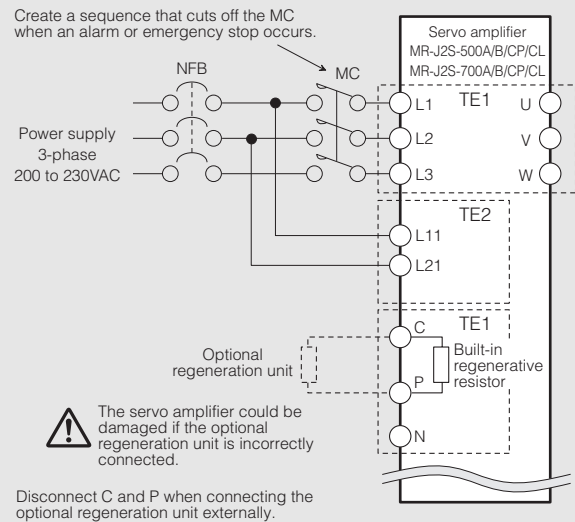 Create a sequence that cuts off the MC
when an alarm or emergency stop occurs.
Servo amplifier
MR-J2S-500A/B/CP/CL
MR-J2S-700A/B/CP/CL
NFB
MC
L1
TE1
U
Power supply
3-phase
200 to 230VAC
L2
V
L3
W
TE2
L11
L21
C
TE1
Optional
regeneration unit
Built-in
regenerative
resistor
P
N
The servo amplifier could be
damaged if the optional
regeneration unit is incorrectly
connected.
Disconnect C and P when connecting the
optional regeneration unit externally.